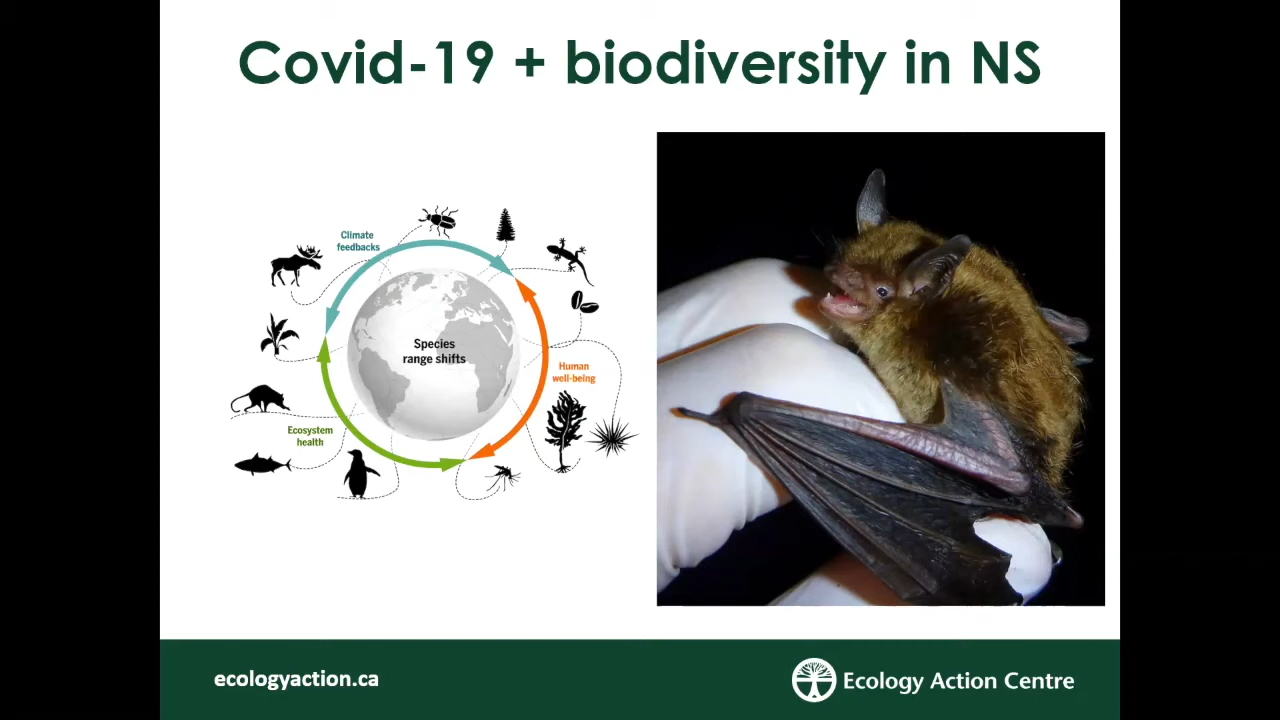 Covid-19 + biodiversity in NS
Climate
feedbacks
Species
range shifts
Human
well-being
Ecosystem
health
ecologyaction.ca
Ecology Action Centre